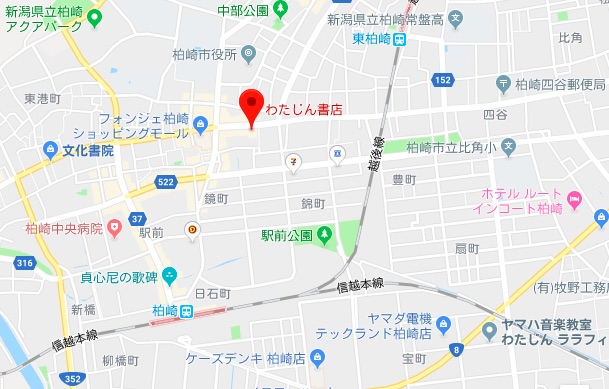 新潟県立柏崎
アクアパーク
中部公園
新潟県立柏崎常盤高
東柏崎
比角
柏崎市役所
152
柏崎四谷郵便局
東港町
わたじん書店
四谷
フォンジェ柏崎
ショッピングモール
文化書院
越後線
柏崎市立比角小
522
豊町
ホテル ルート
インコート柏崎
鏡町
錦町
37
柏崎中央病院
駅前
駅前公園
扇町
316
貞心尼の歌碑
日石町
信越本線
(有)牧野工務所
新橋
柏崎
ヤマダ電機
テックランド柏崎店
ヤマハ音楽教室
わたじん ララフィ
信越本線
柳橋町
ケーズデンキ 柏崎店
宝町
8
352